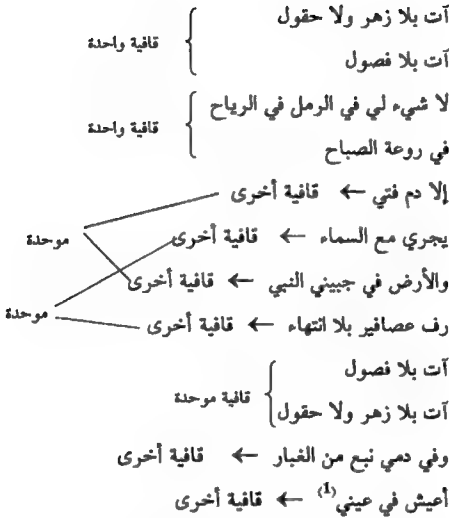 آت بلا زهر ولا حقول
قافية واحدة
آت بلا فصول
لا شيء لي في الرمل في الرياح
قافية واحدة
في روعة الصباح
إلا دم فتي ← قافية أخرى
يجري مع السماء ← قافية أخرى
موحدة
والأرض في جبيني النبي ← قافية أخرى
رف عصافير بلا انتهاء ← قافية أخرى
موحدة
آت بلا فصول
قافية موحدة
آت بلا زهر ولا حقول
وفي دمي نبع من الغبار ← قافية أخرى
أعيش في عيني(1) ← قافية أخرى